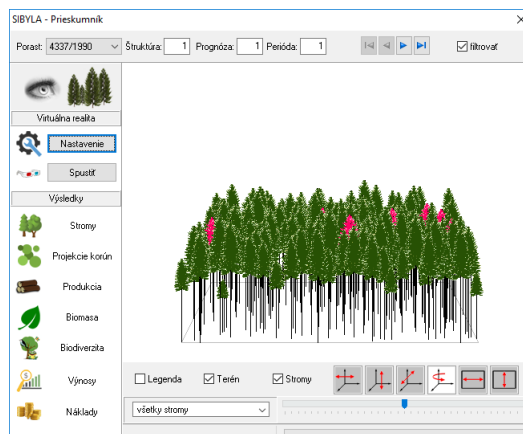 SIBYLA - Prieskumník
Porast: 4337/1990 Štruktúra: 1 Prognóza: 1 Perióda: 1 filtrovať
Virtuálna realita
Nastavenie
Spustiť
Výsledky
Stromy
Projekcie korún
Produkcia
Biomasa
Biodiverzita
Výnosy
Náklady
Legenda Terén Stromy
všetky stromy